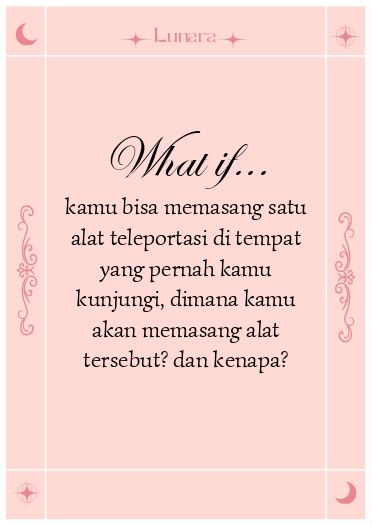 Lunara
What if...
kamu bisa memasang satu
alat teleportasi di tempat
yang pernah kamu
kunjungi, dimana kamu
akan memasang alat
tersebut? dan kenapa?